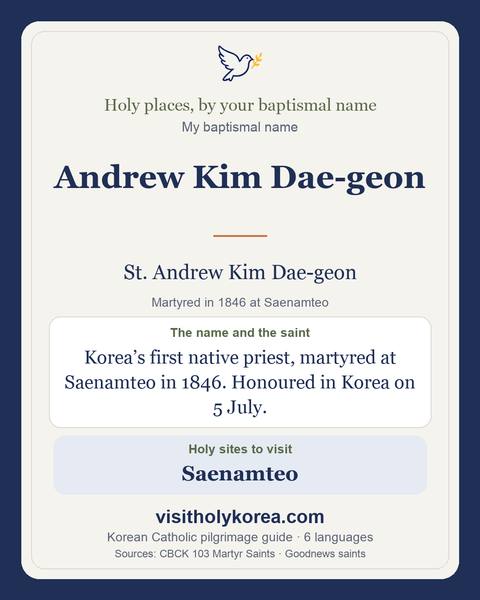 Holy places, by your baptismal name
My baptismal name
Andrew Kim Dae-geon
St. Andrew Kim Dae-geon
Martyred in 1846 at Saenamteo
The name and the saint
Korea’s first native priest, martyred at
Saenamteo in 1846. Honoured in Korea on
5 July.
Holy sites to visit
Saenamteo
visitholykorea.com
Korean Catholic pilgrimage guide · 6 languages
Sources: CBCK 103 Martyr Saints · Goodnews saints